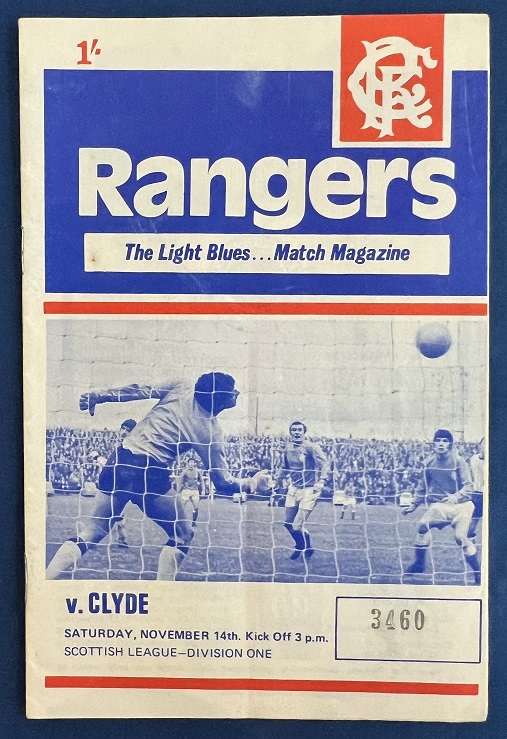 1/-
RFC
Rangers
The Light Blues...Match Magazine
v. CLYDE
SATURDAY, NOVEMBER 14th. Kick Off 3 p.m.
SCOTTISH LEAGUE—DIVISION ONE
3460